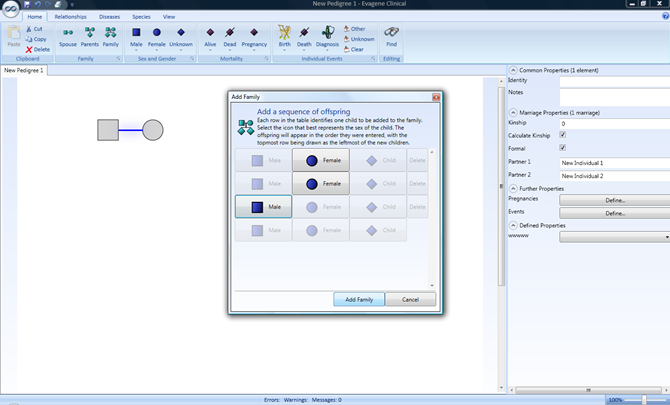 New Pedigree 1 - Evagene Clinical
Home Relationships Diseases Species View
Paste Cut Copy Delete Clipboard
Spouse Parents Family Family
Male Female Unknown Sex and Gender
Alive Dead Pregnancy Mortality
Birth Death Diagnosis Other Unknown Clear Individual Events
Find Editing
New Pedigree 1
Add Family
Add a sequence of offspring
Each row in the table identifies one child to be added to the family.
Select the icon that best represents the sex of the child. The
offspring will appear in the order they were entered, with the
topmost row being drawn as the leftmost of the new children.
Male Female Child Delete
Male Female Child Delete
Male Female Child Delete
Male Female Child
Add Family Cancel
Common Properties (1 element)
Identity
Notes
Marriage Properties (1 marriage)
Kinship 0
Calculate Kinship
Formal
Partner 1 New Individual 1
Partner 2 New Individual 2
Further Properties
Pregnancies Define...
Events Define...
Defined Properties
wwwww
Errors: Warnings: Messages: 0
100%